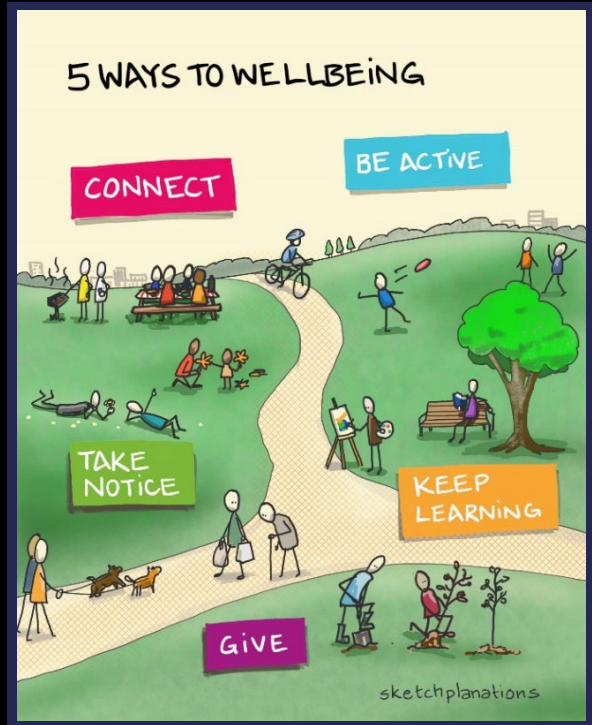 5 WAYS TO WELLBEING
CONNECT
BE ACTIVE
TAKE
NOTICE
KEEP
LEARNING
GIVE
sketchplanations